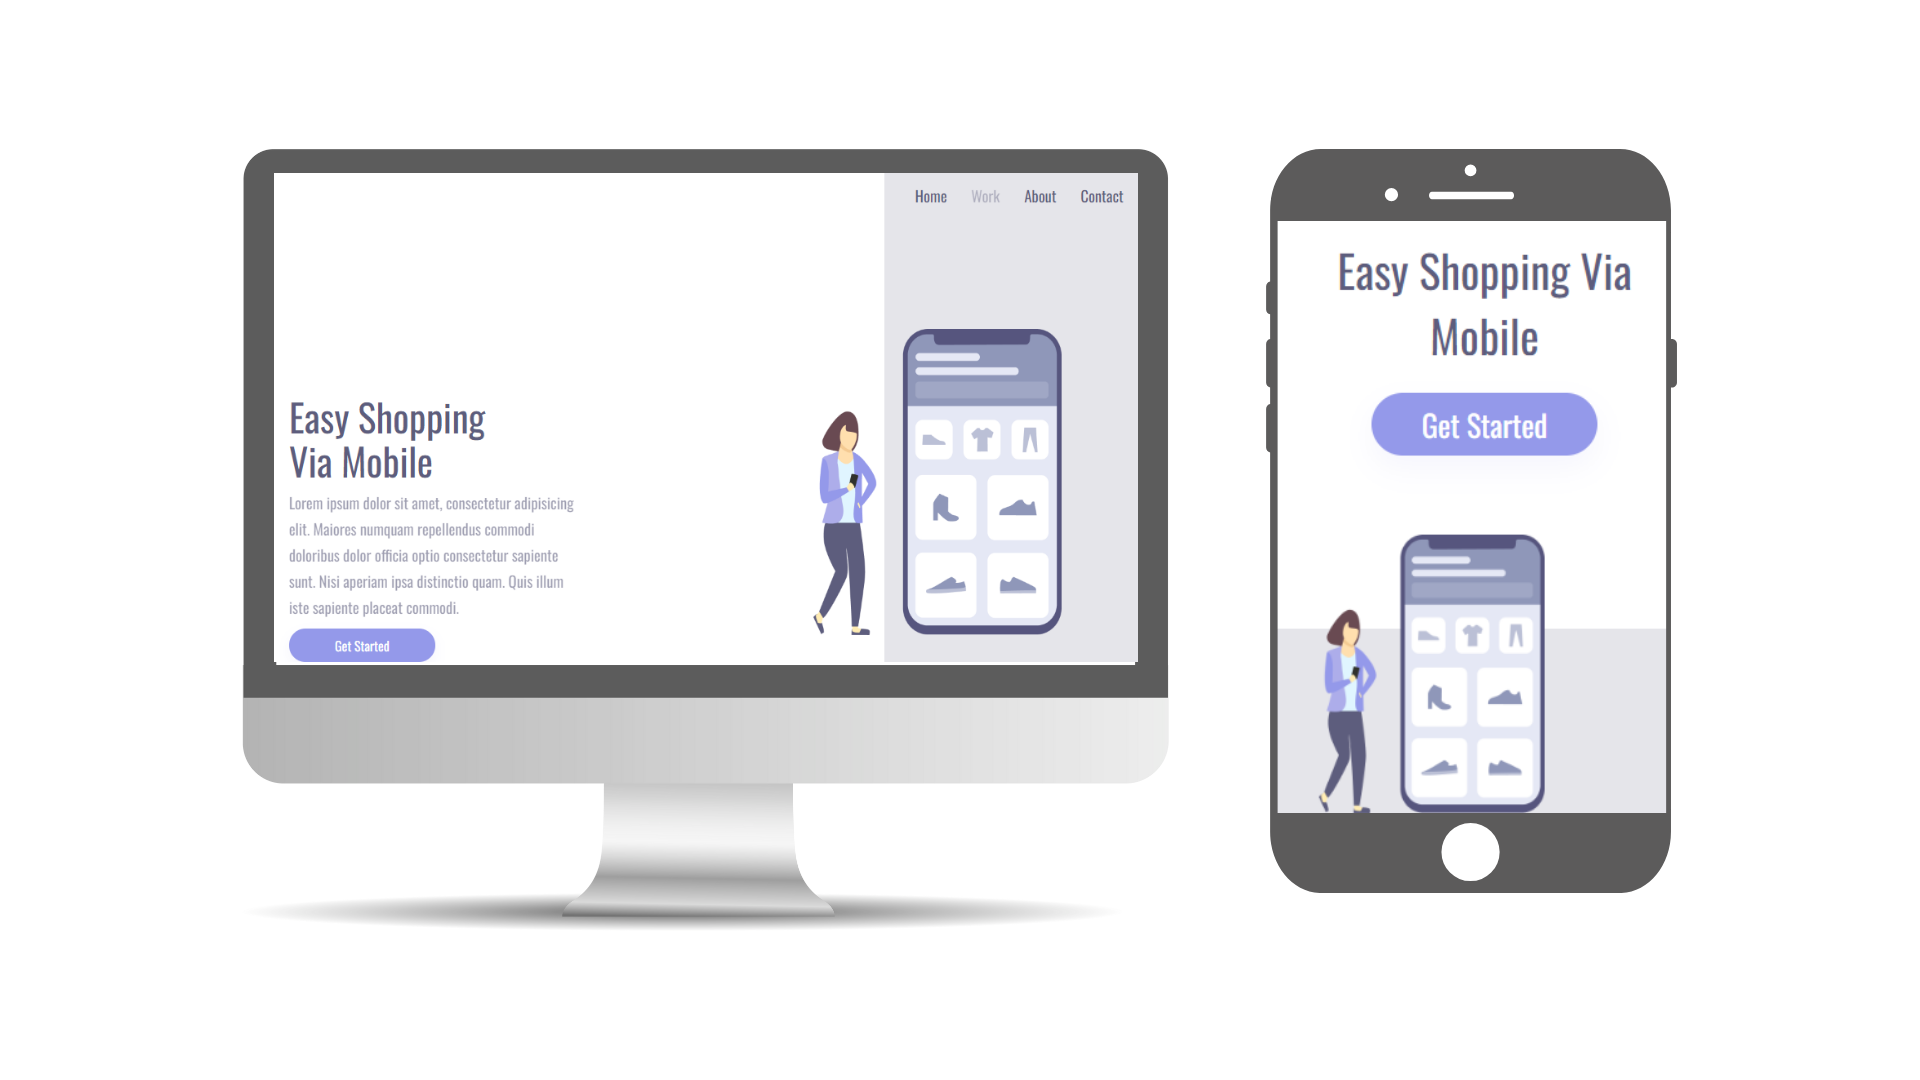 Home Work About Contact
Easy Shopping
Via Mobile
Lorem ipsum dolor sit amet, consectetur adipisicing
elit. Maiores numquam repellendus commodi
doloribus dolor officia optio consectetur sapiente
sunt. Nisi aperiam ipsa distinctio quam. Quis illum
iste sapiente placeat commodi.
Get Started
Easy Shopping Via
Mobile
Get Started